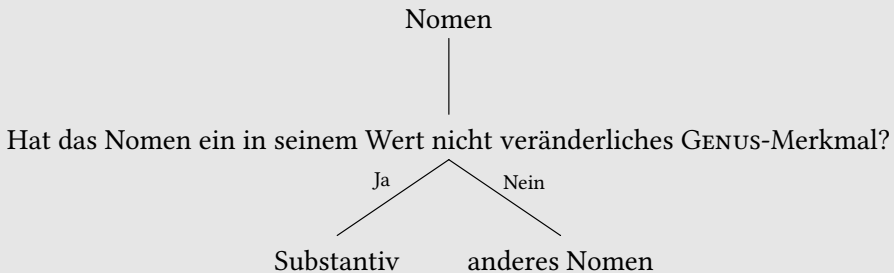 Nomen
Hat das Nomen ein in seinem Wert nicht veränderliches GENUS-Merkmal?
Ja Nein
Substantiv anderes Nomen